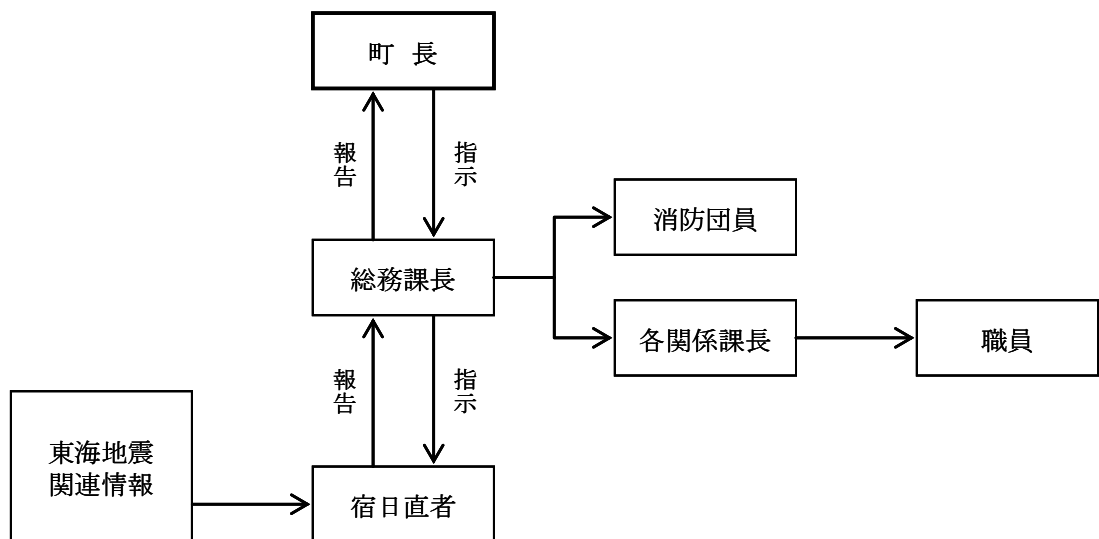 町　長
報告
指示
消防団員
総務課長
各関係課長
職員
報告
指示
東海地震
関連情報
宿日直者